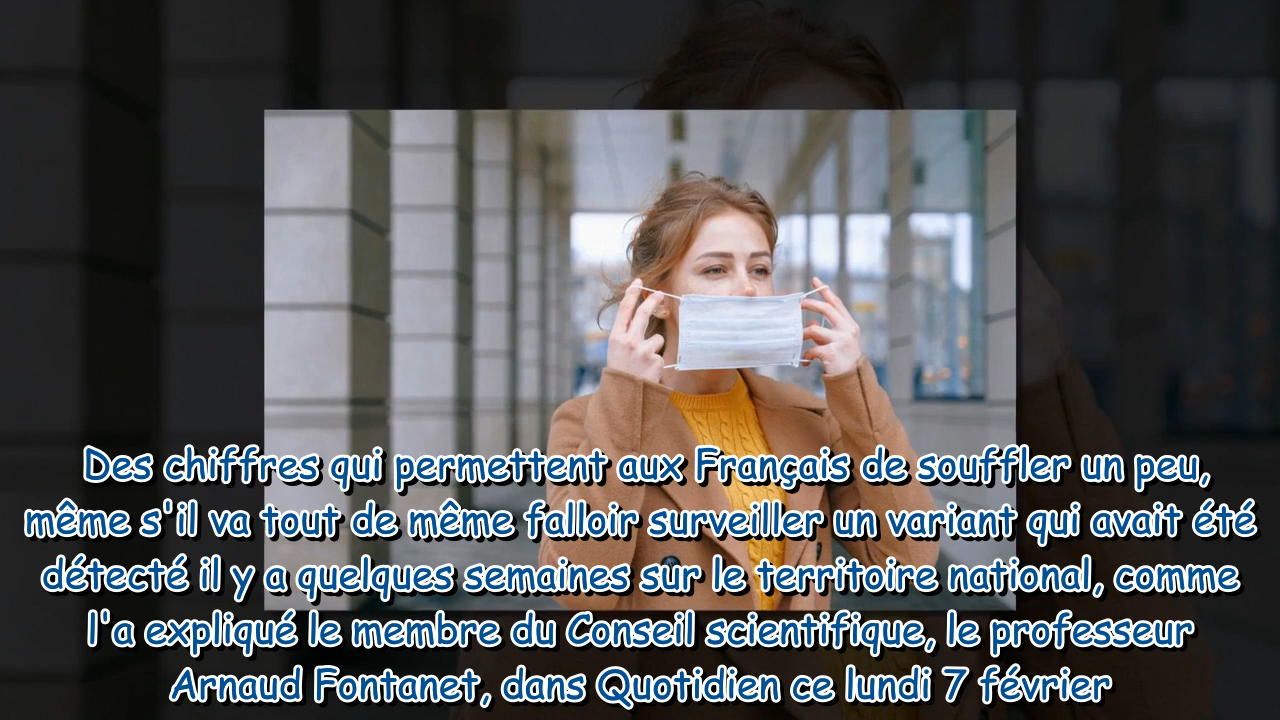 Des chiffres qui permettent aux Français de souffler un peu,
même s'il va tout de même falloir surveiller un variant qui avait été
détecté il y a quelques semaines sur le territoire national, comme
l'a expliqué le membre du Conseil scientifique, le professeur
Arnaud Fontanet, dans Quotidien ce lundi 7 février